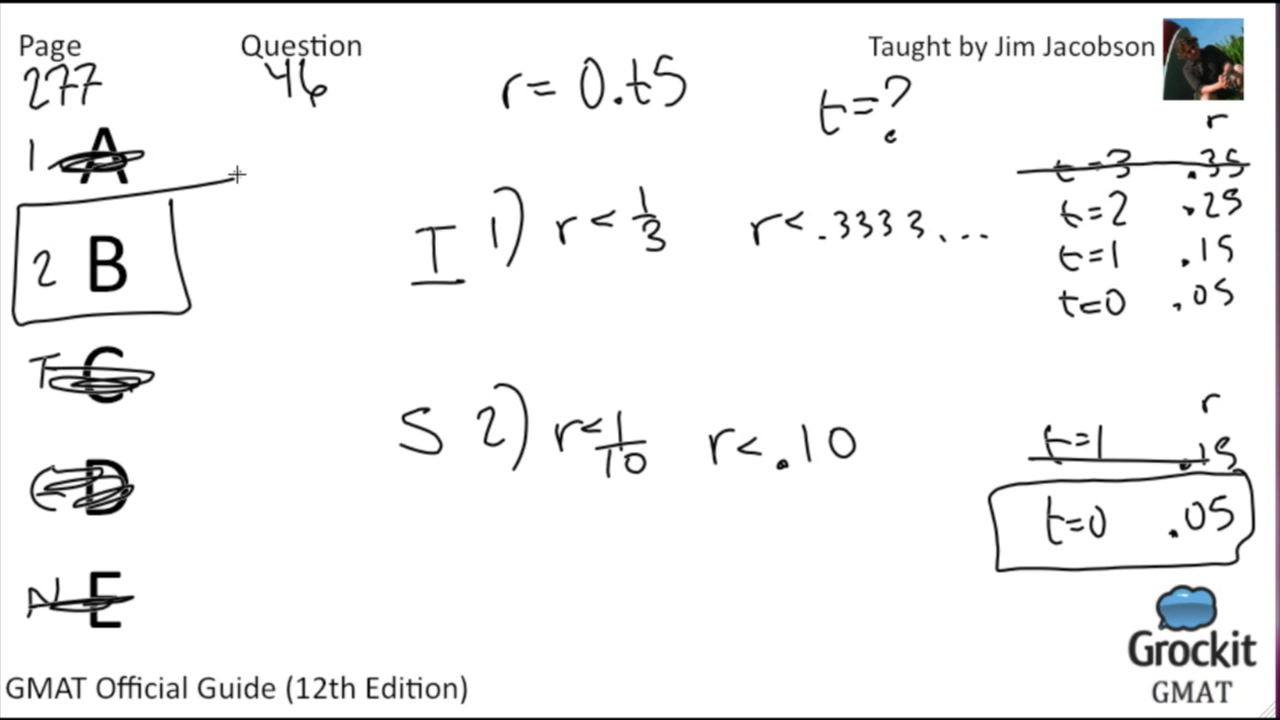 Page Question Taught by Jim Jacobson
277 46 r= 0.t5 t=?
r
1 A t=3 .35
I 1) r < 1/3 r<.3333... t=2 .25
2 B t=1 .15
t=0 .05
T C
S 2) r<1/10 r<.10 r
t=1 .15
E D t=0 .05
N E
Grockit
GMAT
GMAT Official Guide (12th Edition)